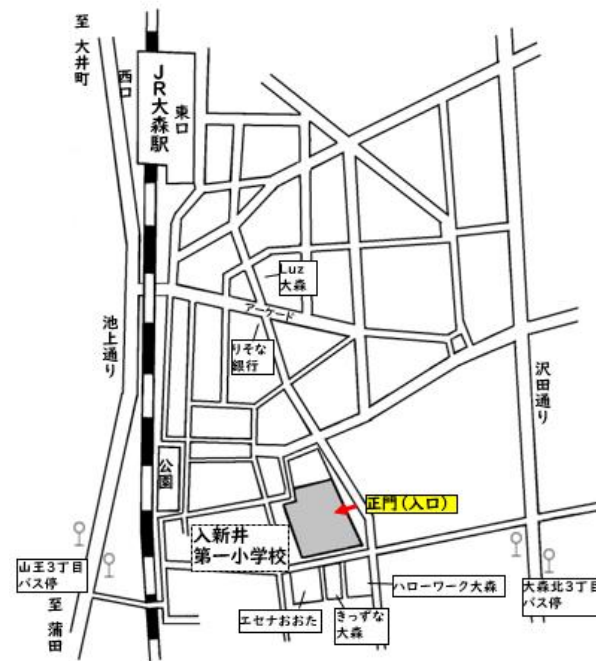 至 大井町
西口
JR大森駅
東口
Luz
大森
アーケード
りそな
銀行
池上通り
沢田通り
公園
正門(入口)
入新井
第一小学校
山王3丁目
バス停
至 蒲田
ハローワーク大森
大森北3丁目
バス停
エセナおおた
きっずな
大森